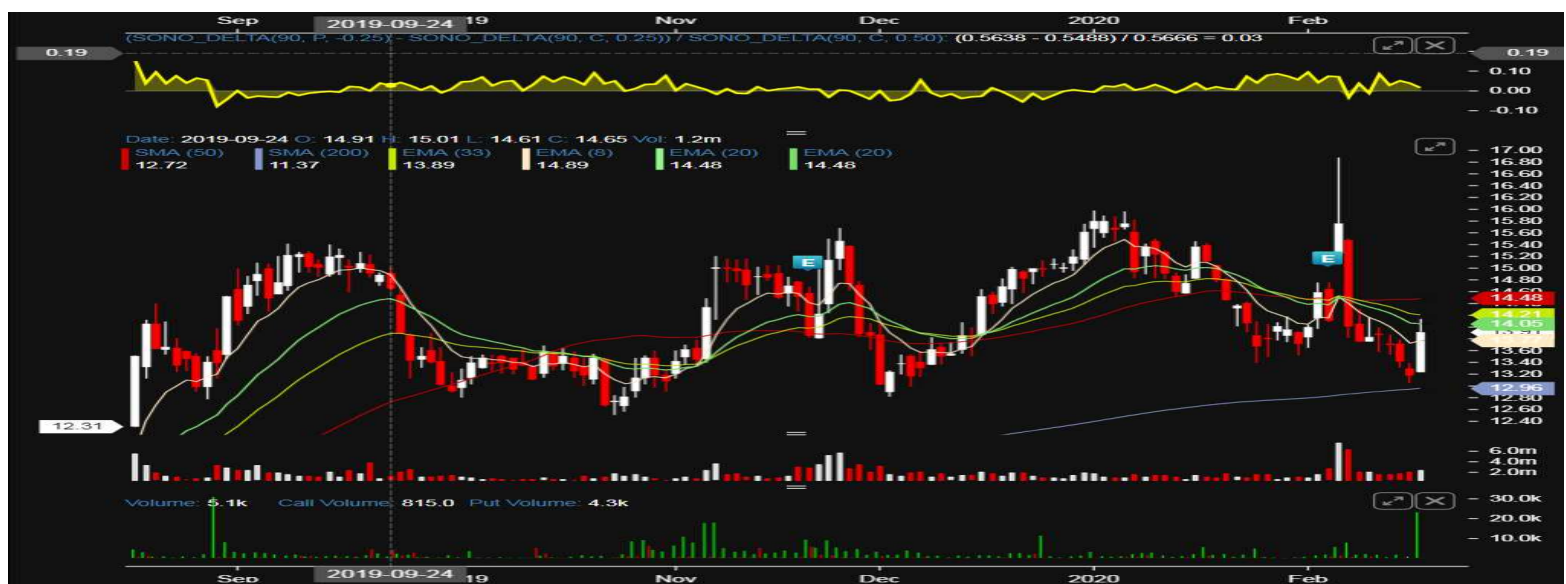 Sep 2019-09-24 19 Nov Dec 2020 Feb
(SONO_DELTA(90, P, -0.25) - SONO_DELTA(90, C, 0.25)) / SONO_DELTA(90, C, 0.50): (0.5638 - 0.5488) / 0.5666 = 0.03
0.19 0.19
0.10
0.00
-0.10
Date: 2019-09-24 O: 14.91 H: 15.01 L: 14.61 C: 14.65 Vol: 1.2m
SMA (50) SMA (200) EMA (33) EMA (8) EMA (20) EMA (20)
12.72 11.37 13.89 14.89 14.48 14.48
17.00
16.80
16.60
16.40
16.20
16.00
15.80
15.60
15.40
E E
15.20
15.00
14.80
14.48
14.21
14.05
13.60
13.40
13.20
12.96
12.80
12.60
12.31
12.40
6.0m
4.0m
2.0m
Volume: 5.1k Call Volume: 815.0 Put Volume: 4.3k
30.0k
20.0k
10.0k
Sep 2019-09-24 19 Nov Dec 2020 Feb